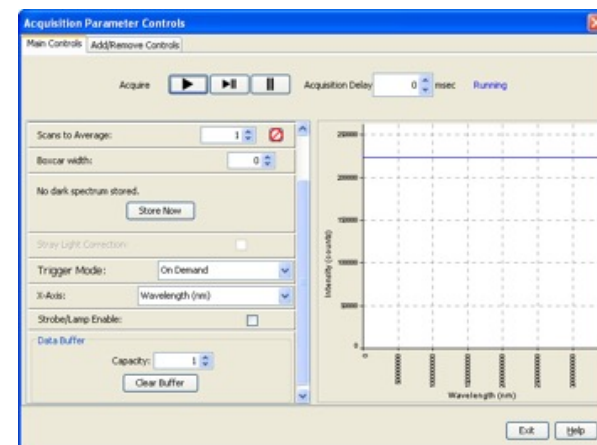 Acquisition Parameter Controls
Main Controls Add/Remove Controls
Acquire Acquisition Delay 0 msec Running
Scans to Average: 1
Boxcar width: 0
No dark spectrum stored.
Store Now
Stray Light Correction:
Trigger Mode: On Demand
X-Axis: Wavelength (nm)
Strobe/Lamp Enable:
Data Buffer
Capacity: 1
Clear Buffer
Intensity (counts)
0
0
Wavelength (nm)
Exit Help